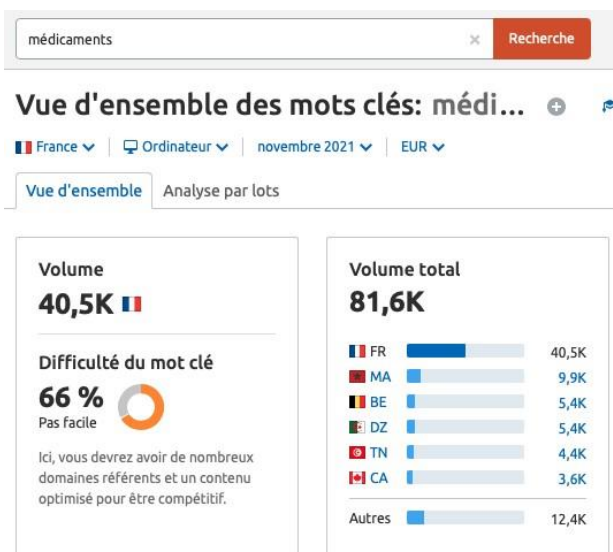 médicaments
Recherche
Vue d'ensemble des mots clés: médi...
France
Ordinateur
novembre 2021
EUR
Vue d'ensemble
Analyse par lots
Volume
40,5K
Difficulté du mot clé
66 %
Pas facile
Ici, vous devrez avoir de nombreux
domaines référents et un contenu
optimisé pour être compétitif.
Volume total
81,6K
FR 40,5K
MA 9,9K
BE 5,4K
DZ 5,4K
TN 4,4K
CA 3,6K
Autres 12,4K